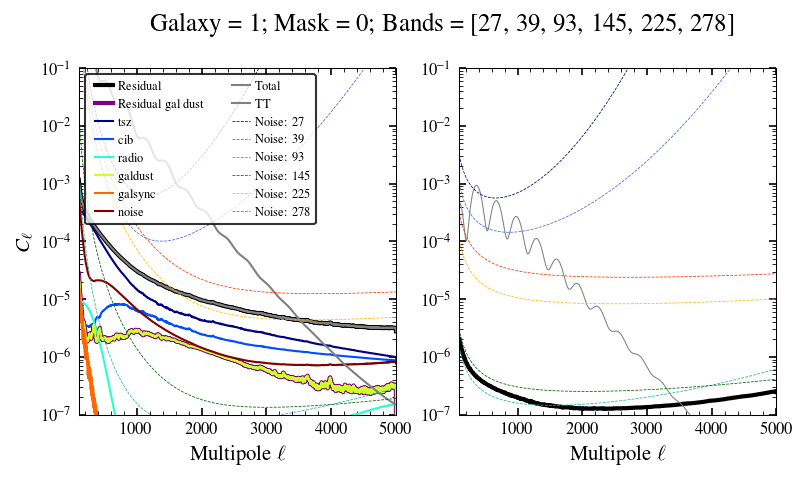 Galaxy = 1; Mask = 0; Bands = [27, 39, 93, 145, 225, 278]
10⁻¹
10⁻²
10⁻³
10⁻⁴
10⁻⁵
10⁻⁶
10⁻⁷
C_ℓ
Residual
Residual gal dust
tsz
cib
radio
galdust
galsync
noise
Total
TT
Noise: 27
Noise: 39
Noise: 93
Noise: 145
Noise: 225
Noise: 278
1000 2000 3000 4000 5000
Multipole ℓ
10⁻¹
10⁻²
10⁻³
10⁻⁴
10⁻⁵
10⁻⁶
10⁻⁷
1000 2000 3000 4000 5000
Multipole ℓ